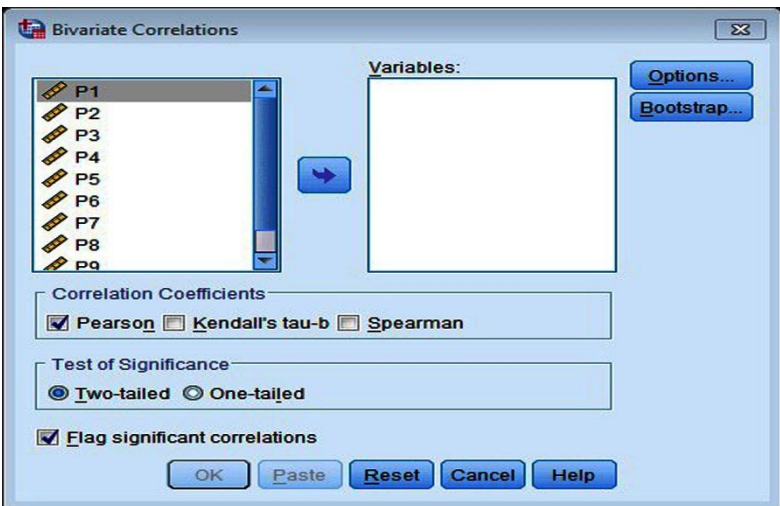 Bivariate Correlations
Variables:
P1
P2
P3
P4
P5
P6
P7
P8
P9
Options...
Bootstrap...
Correlation Coefficients
Pearson Kendall's tau-b Spearman
Test of Significance
Two-tailed One-tailed
Flag significant correlations
OK Paste Reset Cancel Help